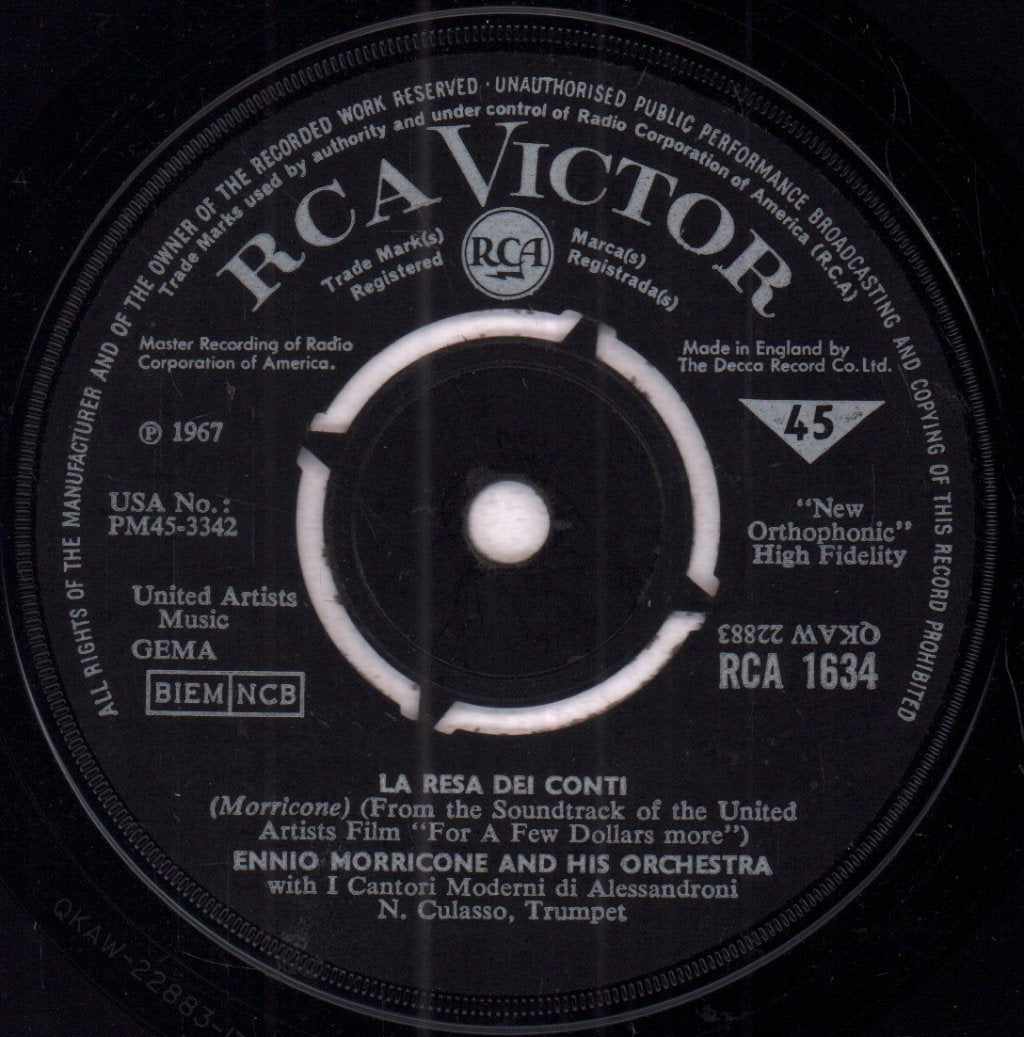 ALL RIGHTS OF THE MANUFACTURER AND OF THE OWNER OF THE RECORDED WORK RESERVED · UNAUTHORISED PUBLIC PERFORMANCE BROADCASTING AND COPYING OF THIS RECORD PROHIBITED
Trade Marks used by authority and under control of Radio Corporation of America (R.C.A)
RCA VICTOR
Trade Mark(s)
Registered
RCA
Marca(s)
Registrada(s)
Master Recording of Radio
Corporation of America.
Made in England by
The Decca Record Co. Ltd.
℗ 1967
45
USA No.:
PM45-3342
"New
Orthophonic"
High Fidelity
United Artists
Music
GEMA
BIEM NCB
QKAW 22883
RCA 1634
LA RESA DEI CONTI
(Morricone) (From the Soundtrack of the United
Artists Film "For A Few Dollars more")
ENNIO MORRICONE AND HIS ORCHESTRA
with I Cantori Moderni di Alessandroni
N. Culasso, Trumpet
QKAW-22883-